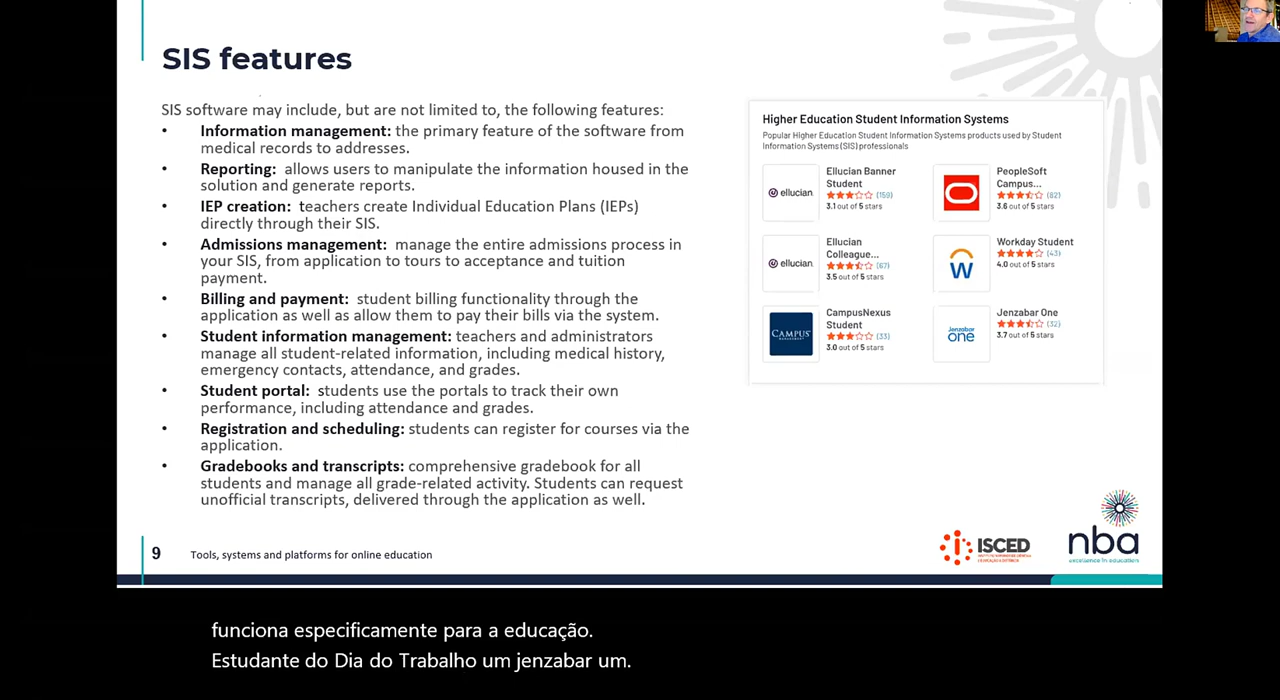 SIS features
SIS software may include, but are not limited to, the following features:
• Information management: the primary feature of the software from
medical records to addresses.
• Reporting: allows users to manipulate the information housed in the
solution and generate reports.
• IEP creation: teachers create Individual Education Plans (IEPs)
directly through their SIS.
• Admissions management: manage the entire admissions process in
your SIS, from application to tours to acceptance and tuition
payment.
• Billing and payment: student billing functionality through the
application as well as allow them to pay their bills via the system.
• Student information management: teachers and administrators
manage all student-related information, including medical history,
emergency contacts, attendance, and grades.
• Student portal: students use the portals to track their own
performance, including attendance and grades.
• Registration and scheduling: students can register for courses via the
application.
• Gradebooks and transcripts: comprehensive gradebook for all
students and manage all grade-related activity. Students can request
unofficial transcripts, delivered through the application as well.
Higher Education Student Information Systems
Popular Higher Education Student Information Systems products used by Student
Information Systems (SIS) professionals
ellucian
Ellucian Banner
Student
(159)
3.1 out of 5 stars
PeopleSoft
Campus...
(82)
3.6 out of 5 stars
ellucian
Ellucian
Colleague...
(67)
3.5 out of 5 stars
W
Workday Student
(43)
4.0 out of 5 stars
CAMPUS
MANAGEMENT
CampusNexus
Student
(33)
3.0 out of 5 stars
Jenzabar
one
Jenzabar One
(32)
3.7 out of 5 stars
9
Tools, systems and platforms for online education
ISCED
nba
excellence in education
funciona especificamente para a educação.
Estudante do Dia do Trabalho um jenzabar um.